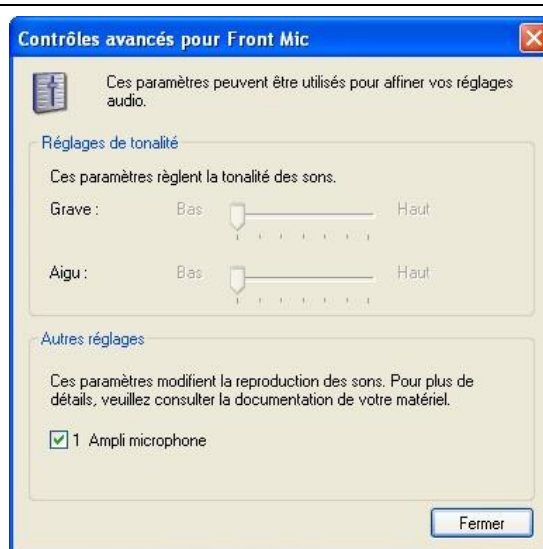 Contrôles avancés pour Front Mic
Ces paramètres peuvent être utilisés pour affiner vos réglages
audio.
Réglages de tonalité
Ces paramètres règlent la tonalité des sons.
Grave : Bas Haut
Aigu : Bas Haut
Autres réglages
Ces paramètres modifient la reproduction des sons. Pour plus de
détails, veuillez consulter la documentation de votre matériel.
1 Ampli microphone
Fermer